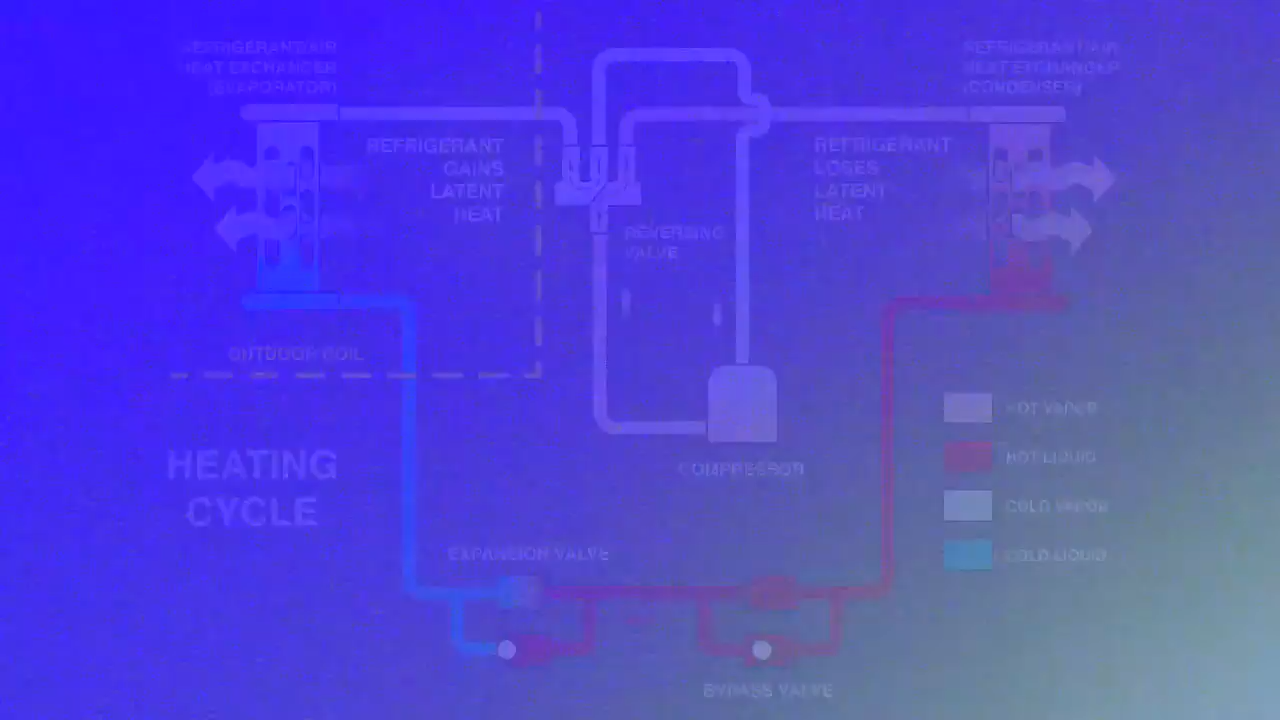 REFRIGERANT/AIR
HEAT EXCHANGER
(EVAPORATOR)
REFRIGERANT/AIR
HEAT EXCHANGER
(CONDENSER)
REFRIGERANT
GAINS
LATENT
HEAT
REFRIGERANT
LOSES
LATENT
HEAT
REVERSING
VALVE
OUTDOOR COIL
HOT VAPOR
HEATING
CYCLE
COMPRESSOR
HOT LIQUID
COLD VAPOR
EXPANSION VALVE
COLD LIQUID
BYPASS VALVE